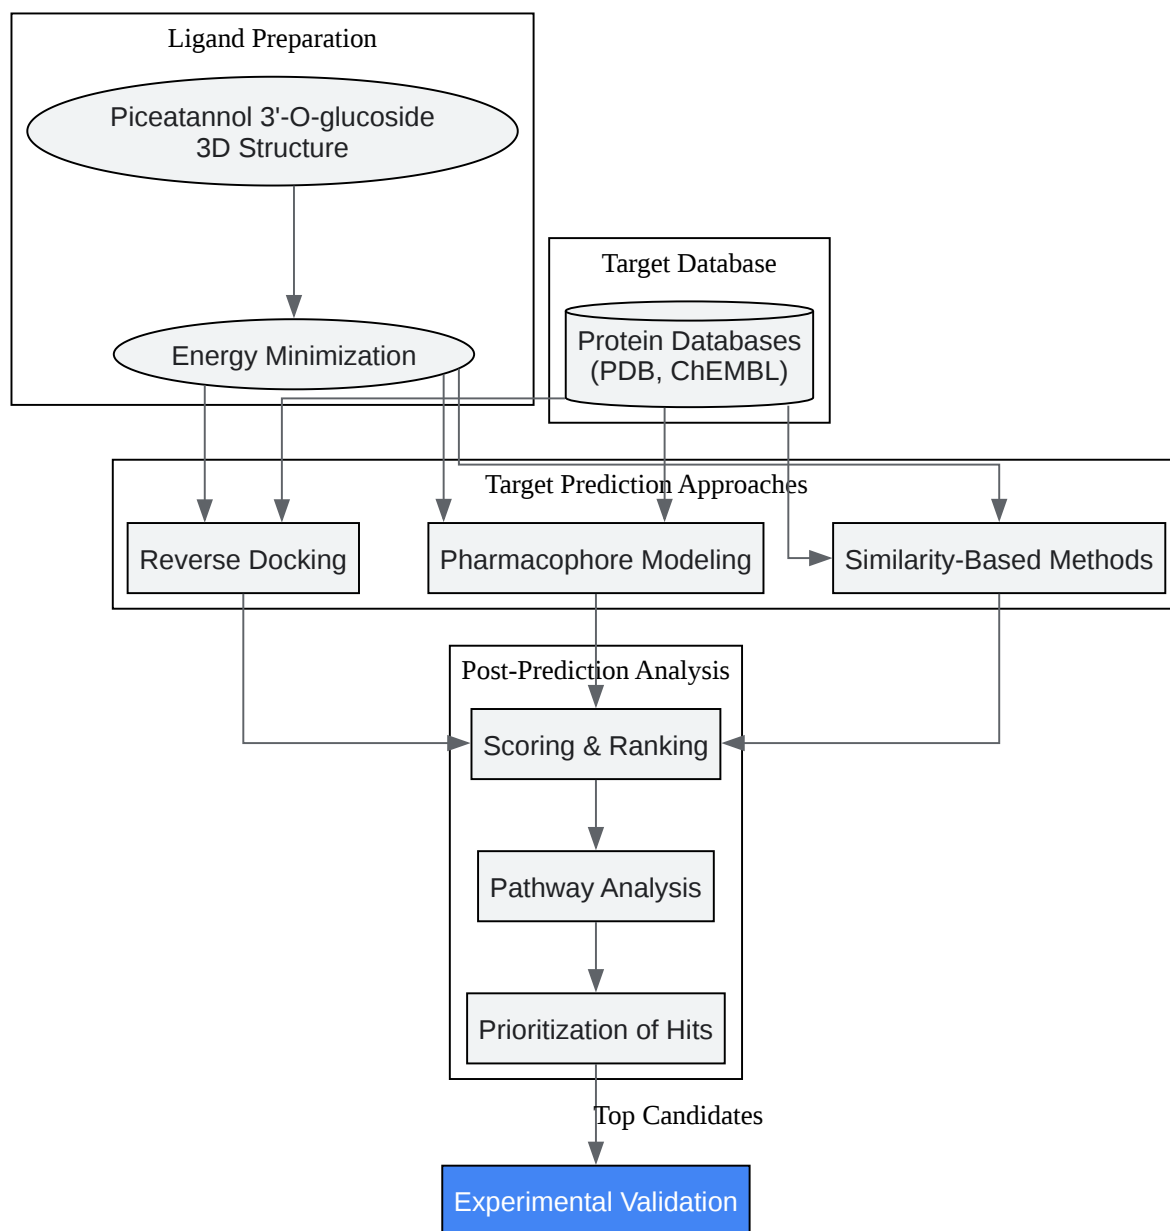 Ligand Preparation
Piceatannol 3'-O-glucoside
3D Structure
Energy Minimization
Target Database
Protein Databases
(PDB, ChEMBL)
Target Prediction Approaches
Reverse Docking
Pharmacophore Modeling
Similarity-Based Methods
Post-Prediction Analysis
Scoring & Ranking
Pathway Analysis
Prioritization of Hits
Top Candidates
Experimental Validation